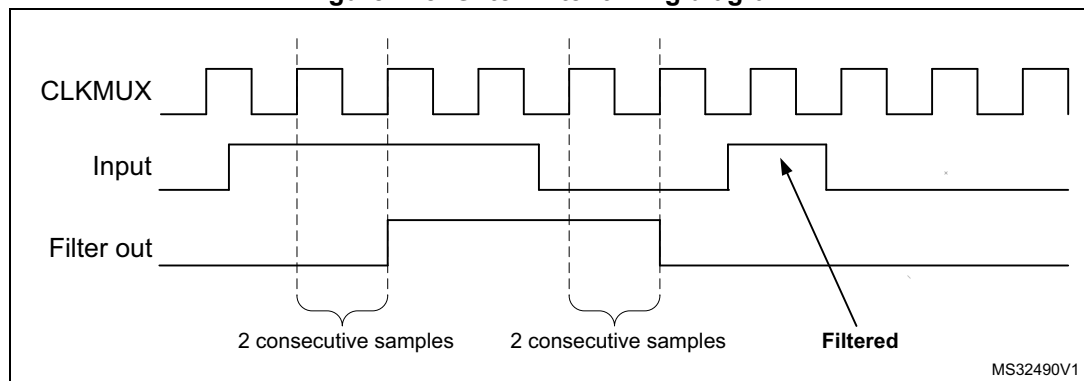 CLKMUX
Input
Filter out
2 consecutive samples
2 consecutive samples
Filtered
MS32490V1